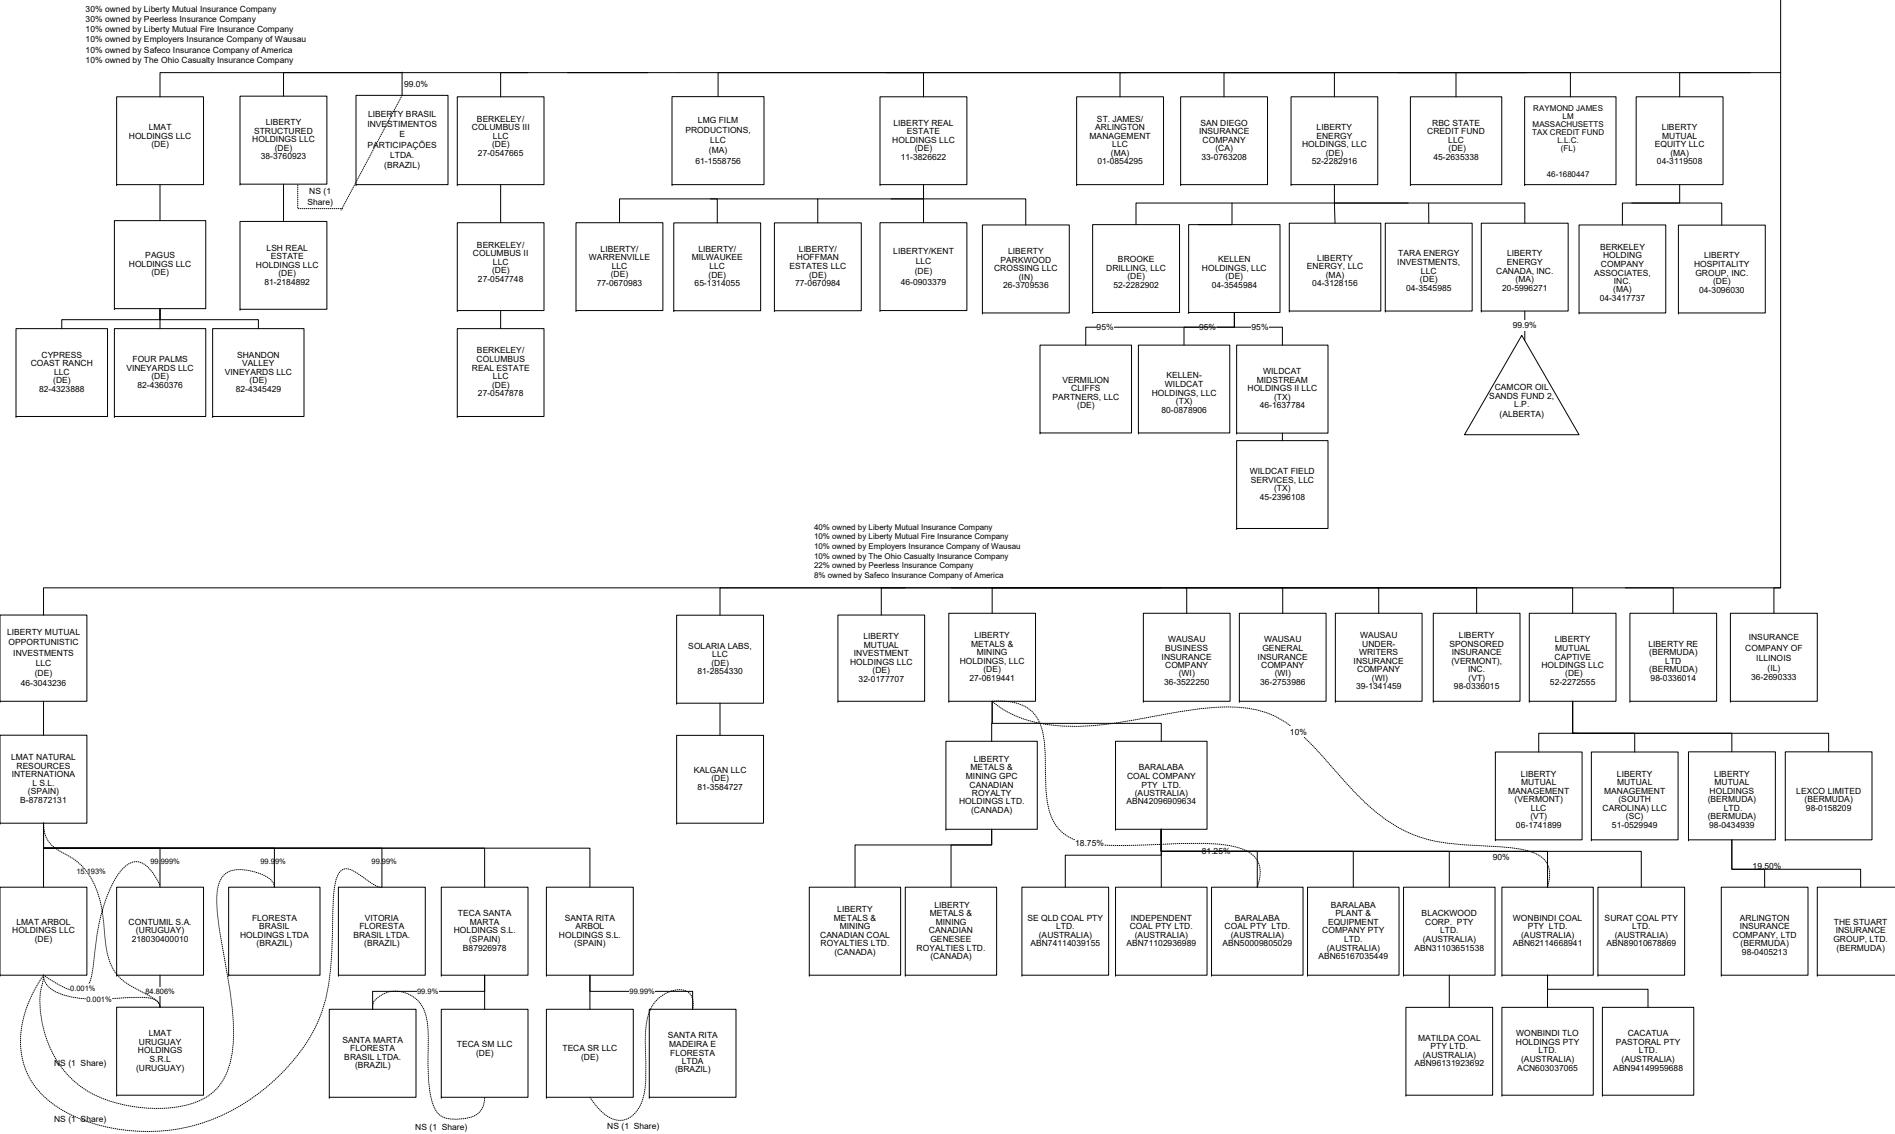 30% owned by Liberty Mutual Insurance Company
30% owned by Peerless Insurance Company
10% owned by Liberty Mutual Fire Insurance Company
10% owned by Employers Insurance Company of Wausau
10% owned by Safeco Insurance Company of America
10% owned by The Ohio Casualty Insurance Company
99.0%
LMAT
HOLDINGS LLC
(DE)
LIBERTY
STRUCTURED
HOLDINGS LLC
(DE)
38-3760923
LIBERTY BRASIL
INVESTIMENTOS
E
PARTICIPAÇÕES
LTDA.
(BRAZIL)
BERKELEY/
COLUMBUS III
LLC
(DE)
27-0547665
LMG FILM
PRODUCTIONS,
LLC
(MA)
61-1558756
LIBERTY REAL
ESTATE
HOLDINGS LLC
(DE)
11-3826622
ST. JAMES/
ARLINGTON
MANAGEMENT
LLC
(MA)
01-0854295
SAN DIEGO
INSURANCE
COMPANY
(CA)
33-0763208
LIBERTY
ENERGY
HOLDINGS, LLC
(DE)
52-2282916
RBC STATE
CREDIT FUND
LLC
(DE)
45-2635338
RAYMOND JAMES
LM
MASSACHUSETTS
TAX CREDIT FUND
L.L.C.
(FL)
46-1680447
LIBERTY
MUTUAL
EQUITY LLC
(MA)
04-3119508
NS (1
Share)
PAGUS
HOLDINGS LLC
(DE)
LSH REAL
ESTATE
HOLDINGS LLC
(DE)
81-2184892
BERKELEY/
COLUMBUS II
LLC
(DE)
27-0547748
LIBERTY/
WARRENVILLE
LLC
(DE)
77-0670983
LIBERTY/
MILWAUKEE
LLC
(DE)
65-1314055
LIBERTY/
HOFFMAN
ESTATES LLC
(DE)
77-0670984
LIBERTY/KENT
LLC
(DE)
46-0903379
LIBERTY
PARKWOOD
CROSSING LLC
(IN)
26-3709536
BROOKE
DRILLING, LLC
(DE)
52-2282902
KELLEN
HOLDINGS, LLC
(DE)
04-3545984
LIBERTY
ENERGY, LLC
(MA)
04-3128156
TARA ENERGY
INVESTMENTS,
LLC
(DE)
04-3545985
LIBERTY
ENERGY
CANADA, INC.
(MA)
20-5996271
BERKELEY
HOLDING
COMPANY
ASSOCIATES,
INC.
(MA)
04-3417737
LIBERTY
HOSPITALITY
GROUP, INC.
(DE)
04-3096030
95%
95%
95%
99.9%
CYPRESS
COAST RANCH
LLC
(DE)
82-4323888
FOUR PALMS
VINEYARDS LLC
(DE)
82-4360376
SHANDON
VALLEY
VINEYARDS LLC
(DE)
82-4345429
BERKELEY/
COLUMBUS
REAL ESTATE
LLC
(DE)
27-0547878
VERMILION
CLIFFS
PARTNERS, LLC
(DE)
KELLEN-
WILDCAT
HOLDINGS, LLC
(TX)
80-0878906
WILDCAT
MIDSTREAM
HOLDINGS II LLC
(TX)
46-1637784
CAMCOR OIL
SANDS FUND 2,
L.P.
(ALBERTA)
WILDCAT FIELD
SERVICES, LLC
(TX)
45-2396108
40% owned by Liberty Mutual Insurance Company
10% owned by Liberty Mutual Fire Insurance Company
10% owned by Employers Insurance Company of Wausau
10% owned by The Ohio Casualty Insurance Company
22% owned by Peerless Insurance Company
8% owned by Safeco Insurance Company of America
LIBERTY MUTUAL
OPPORTUNISTIC
INVESTMENTS
LLC
(DE)
46-3043236
SOLARIA LABS,
LLC
(DE)
81-2854330
LIBERTY
MUTUAL
INVESTMENT
HOLDINGS LLC
(DE)
32-0177707
LIBERTY
METALS &
MINING
HOLDINGS, LLC
(DE)
27-0619441
WAUSAU
BUSINESS
INSURANCE
COMPANY
(WI)
36-3522250
WAUSAU
GENERAL
INSURANCE
COMPANY
(WI)
36-2753986
WAUSAU
UNDER-
WRITERS
INSURANCE
COMPANY
(WI)
39-1341459
LIBERTY
SPONSORED
INSURANCE
(VERMONT),
INC.
(VT)
98-0336015
LIBERTY
MUTUAL
CAPTIVE
HOLDINGS LLC
(DE)
52-2272555
LIBERTY RE
(BERMUDA)
LTD
(BERMUDA)
98-0336014
INSURANCE
COMPANY OF
ILLINOIS
(IL)
36-2690333
10%
LMAT NATURAL
RESOURCES
INTERNATIONA
L S.L.
(SPAIN)
B-87872131
KALGAN LLC
(DE)
81-3584727
LIBERTY
METALS &
MINING GPC
CANADIAN
ROYALTY
HOLDINGS LTD.
(CANADA)
BARALABA
COAL COMPANY
PTY LTD.
(AUSTRALIA)
ABN42096909634
LIBERTY
MUTUAL
MANAGEMENT
(VERMONT)
LLC
(VT)
06-1741899
LIBERTY
MUTUAL
MANAGEMENT
(SOUTH
CAROLINA) LLC
(SC)
51-0529949
LIBERTY
MUTUAL
HOLDINGS
(BERMUDA)
LTD.
(BERMUDA)
98-0434939
LEXCO LIMITED
(BERMUDA)
98-0158209
15.193%
99.999%
99.99%
99.99%
18.75%
81.25%
90%
19.50%
LMAT ARBOL
HOLDINGS LLC
(DE)
CONTUMIL S.A.
(URUGUAY)
218030400010
FLORESTA
BRASIL
HOLDINGS LTDA
(BRAZIL)
VITORIA
FLORESTA
BRASIL LTDA.
(BRAZIL)
TECA SANTA
MARTA
HOLDINGS S.L.
(SPAIN)
B87926978
SANTA RITA
ARBOL
HOLDINGS S.L.
(SPAIN)
LIBERTY
METALS &
MINING
CANADIAN COAL
ROYALTIES LTD.
(CANADA)
LIBERTY
METALS &
MINING
CANADIAN
GENESEE
ROYALTIES LTD.
(CANADA)
SE QLD COAL PTY
LTD.
(AUSTRALIA)
ABN74114039155
INDEPENDENT
COAL PTY LTD.
(AUSTRALIA)
ABN71102936989
BARALABA
COAL PTY LTD.
(AUSTRALIA)
ABN50009805029
BARALABA
PLANT &
EQUIPMENT
COMPANY PTY
LTD.
(AUSTRALIA)
ABN65167035449
BLACKWOOD
CORP. PTY
LTD.
(AUSTRALIA)
ABN31103651538
WONBINDI COAL
PTY LTD.
(AUSTRALIA)
ABN62114668941
SURAT COAL PTY
LTD.
(AUSTRALIA)
ABN89010678869
ARLINGTON
INSURANCE
COMPANY, LTD
(BERMUDA)
98-0405213
THE STUART
INSURANCE
GROUP, LTD.
(BERMUDA)
0.001%
0.001%
84.806%
99.9%
99.99%
LMAT
URUGUAY
HOLDINGS
S.R.L
(URUGUAY)
SANTA MARTA
FLORESTA
BRASIL LTDA.
(BRAZIL)
TECA SM LLC
(DE)
TECA SR LLC
(DE)
SANTA RITA
MADEIRA E
FLORESTA
LTDA
(BRAZIL)
MATILDA COAL
PTY LTD.
(AUSTRALIA)
ABN96131923692
WONBINDI TLO
HOLDINGS PTY
LTD.
(AUSTRALIA)
ACN603037065
CACATUA
PASTORAL PTY
LTD.
(AUSTRALIA)
ABN94149959688
NS (1 Share)
NS (1 Share)
NS (1 Share)
NS (1 Share)